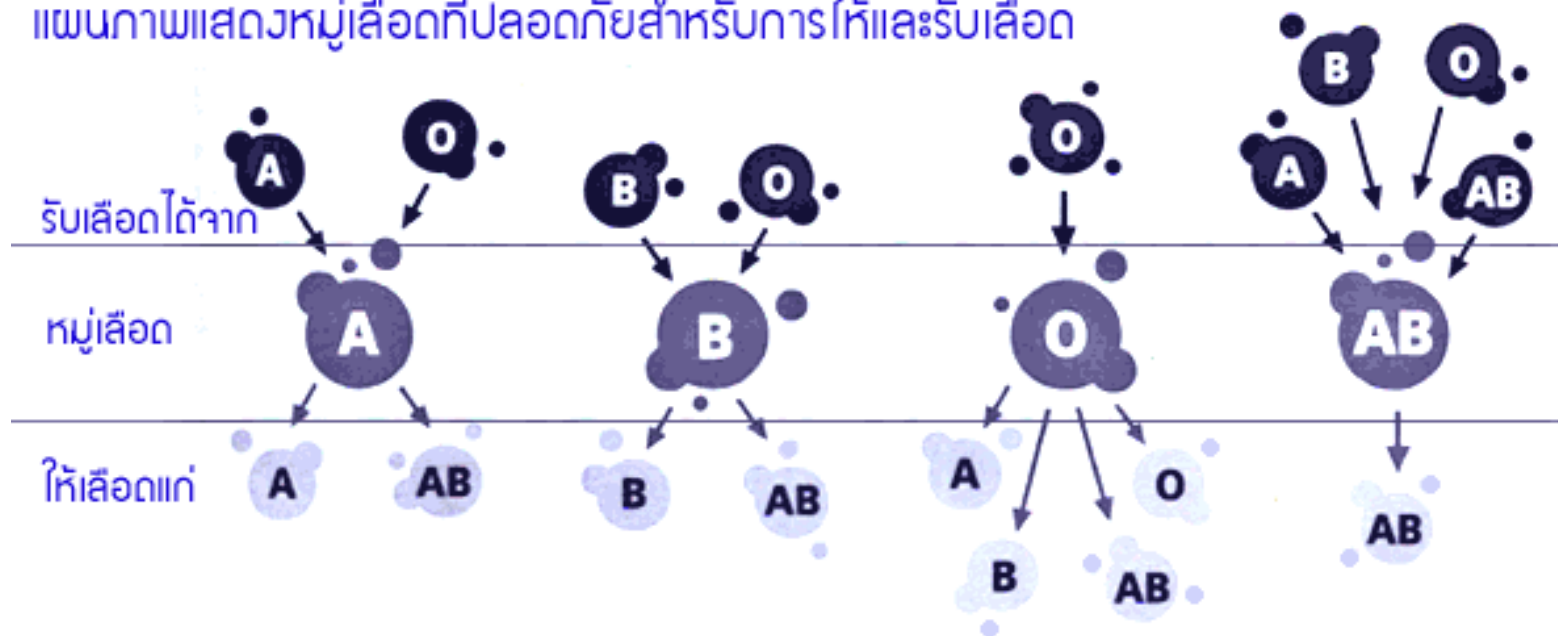 แผนภาพแสดงหมู่เลือดที่ปลอดภัยสำหรับการให้และรับเลือด
B O
A O O A AB
B O
รับเลือดได้จาก
หมู่เลือด A B O AB
ให้เลือดแก่ A AB B AB A O AB
B AB